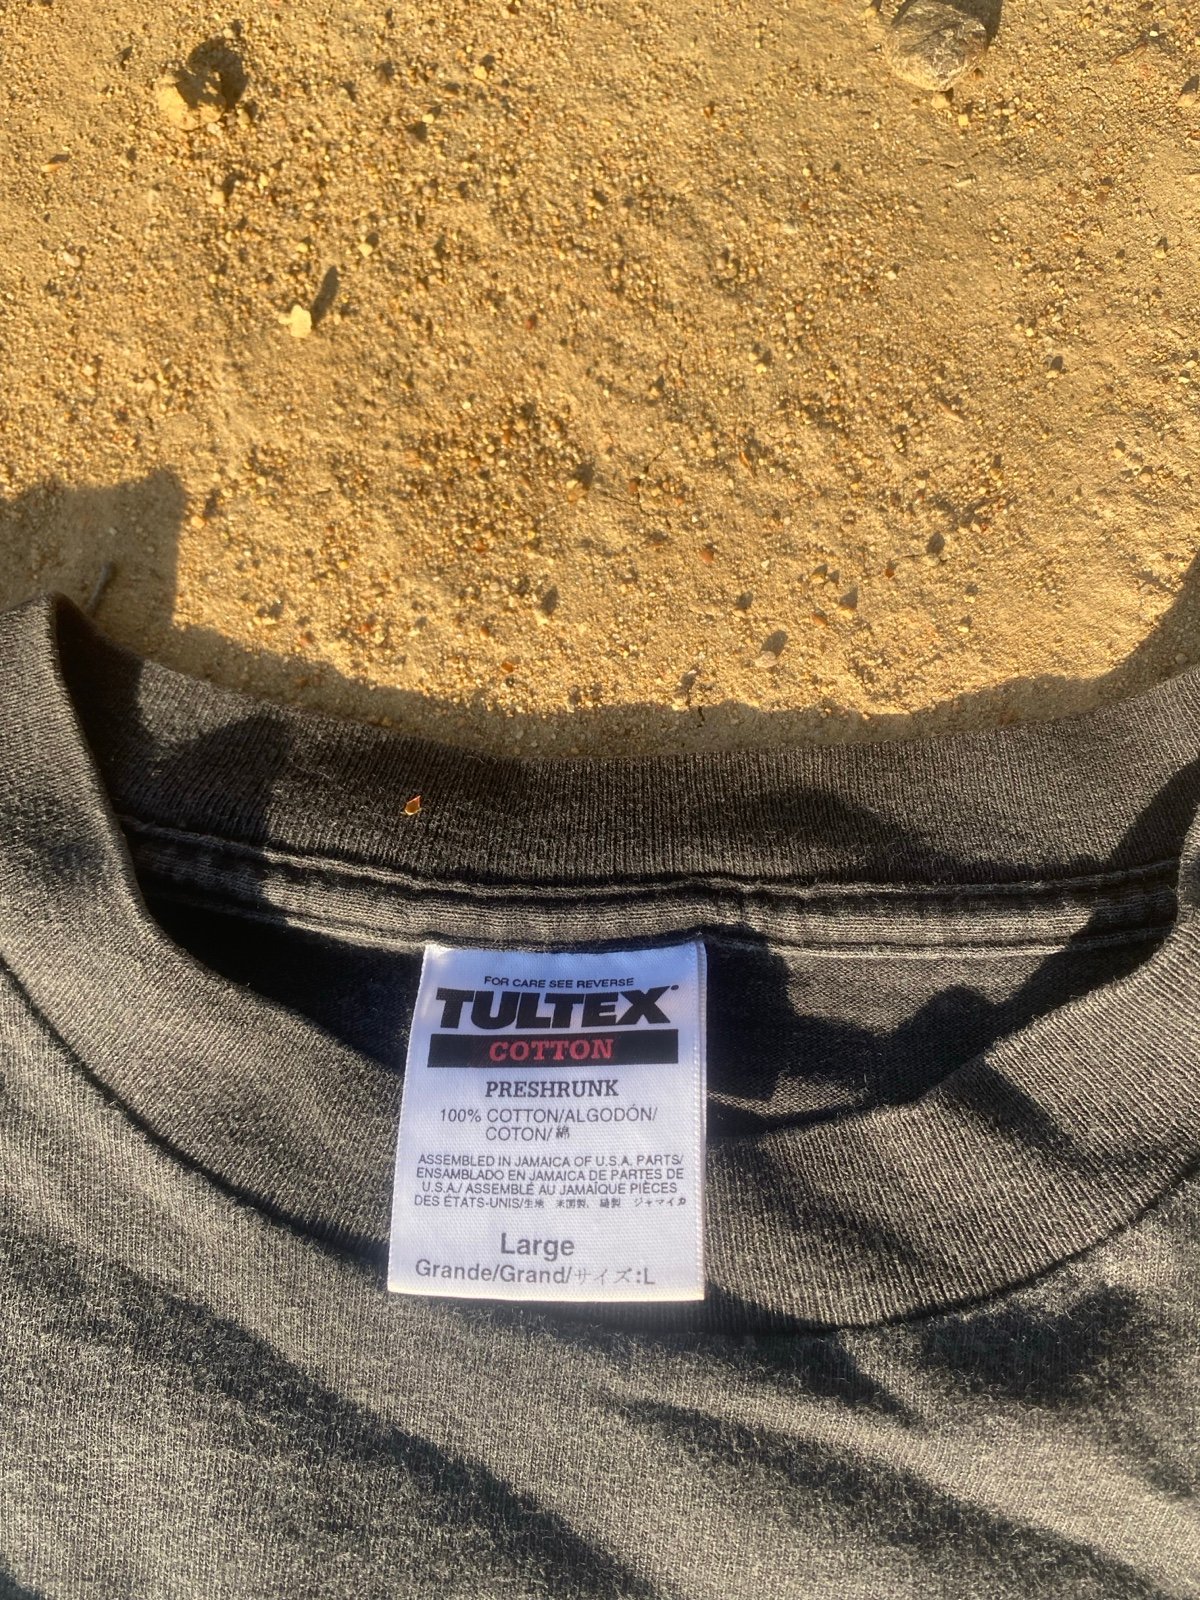 FOR CARE SEE REVERSE
TULTEX
COTTON
PRESHRUNK
100% COTTON/ALGODÓN/
COTON/綿
ASSEMBLED IN JAMAICA OF U.S.A. PARTS/
ENSAMBLADO EN JAMAICA DE PARTES DE
U.S.A./ ASSEMBLÉ AU JAMAÏQUE PIÈCES
DES ÉTATS-UNIS/生地 米国製、縫製 ジャマイカ
Large
Grande/Grand/サイズ:L